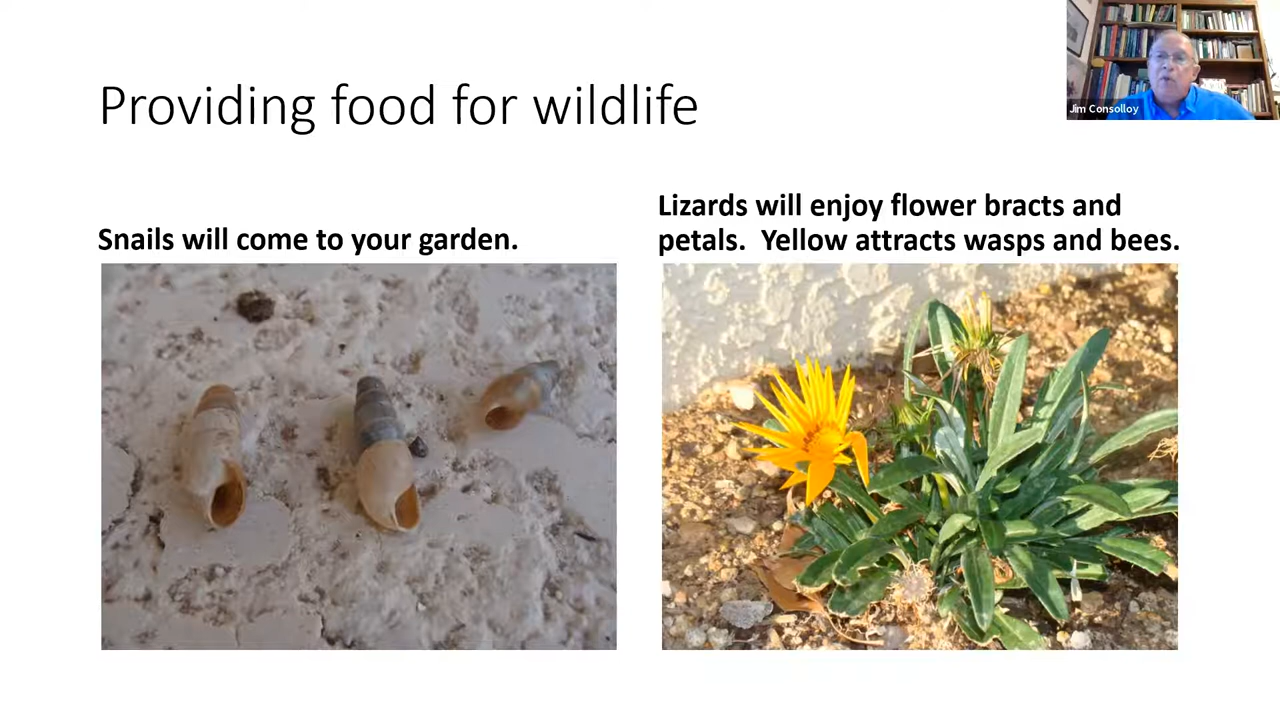 Providing food for wildlife
Jim Consolloy
Snails will come to your garden.
Lizards will enjoy flower bracts and
petals.  Yellow attracts wasps and bees.